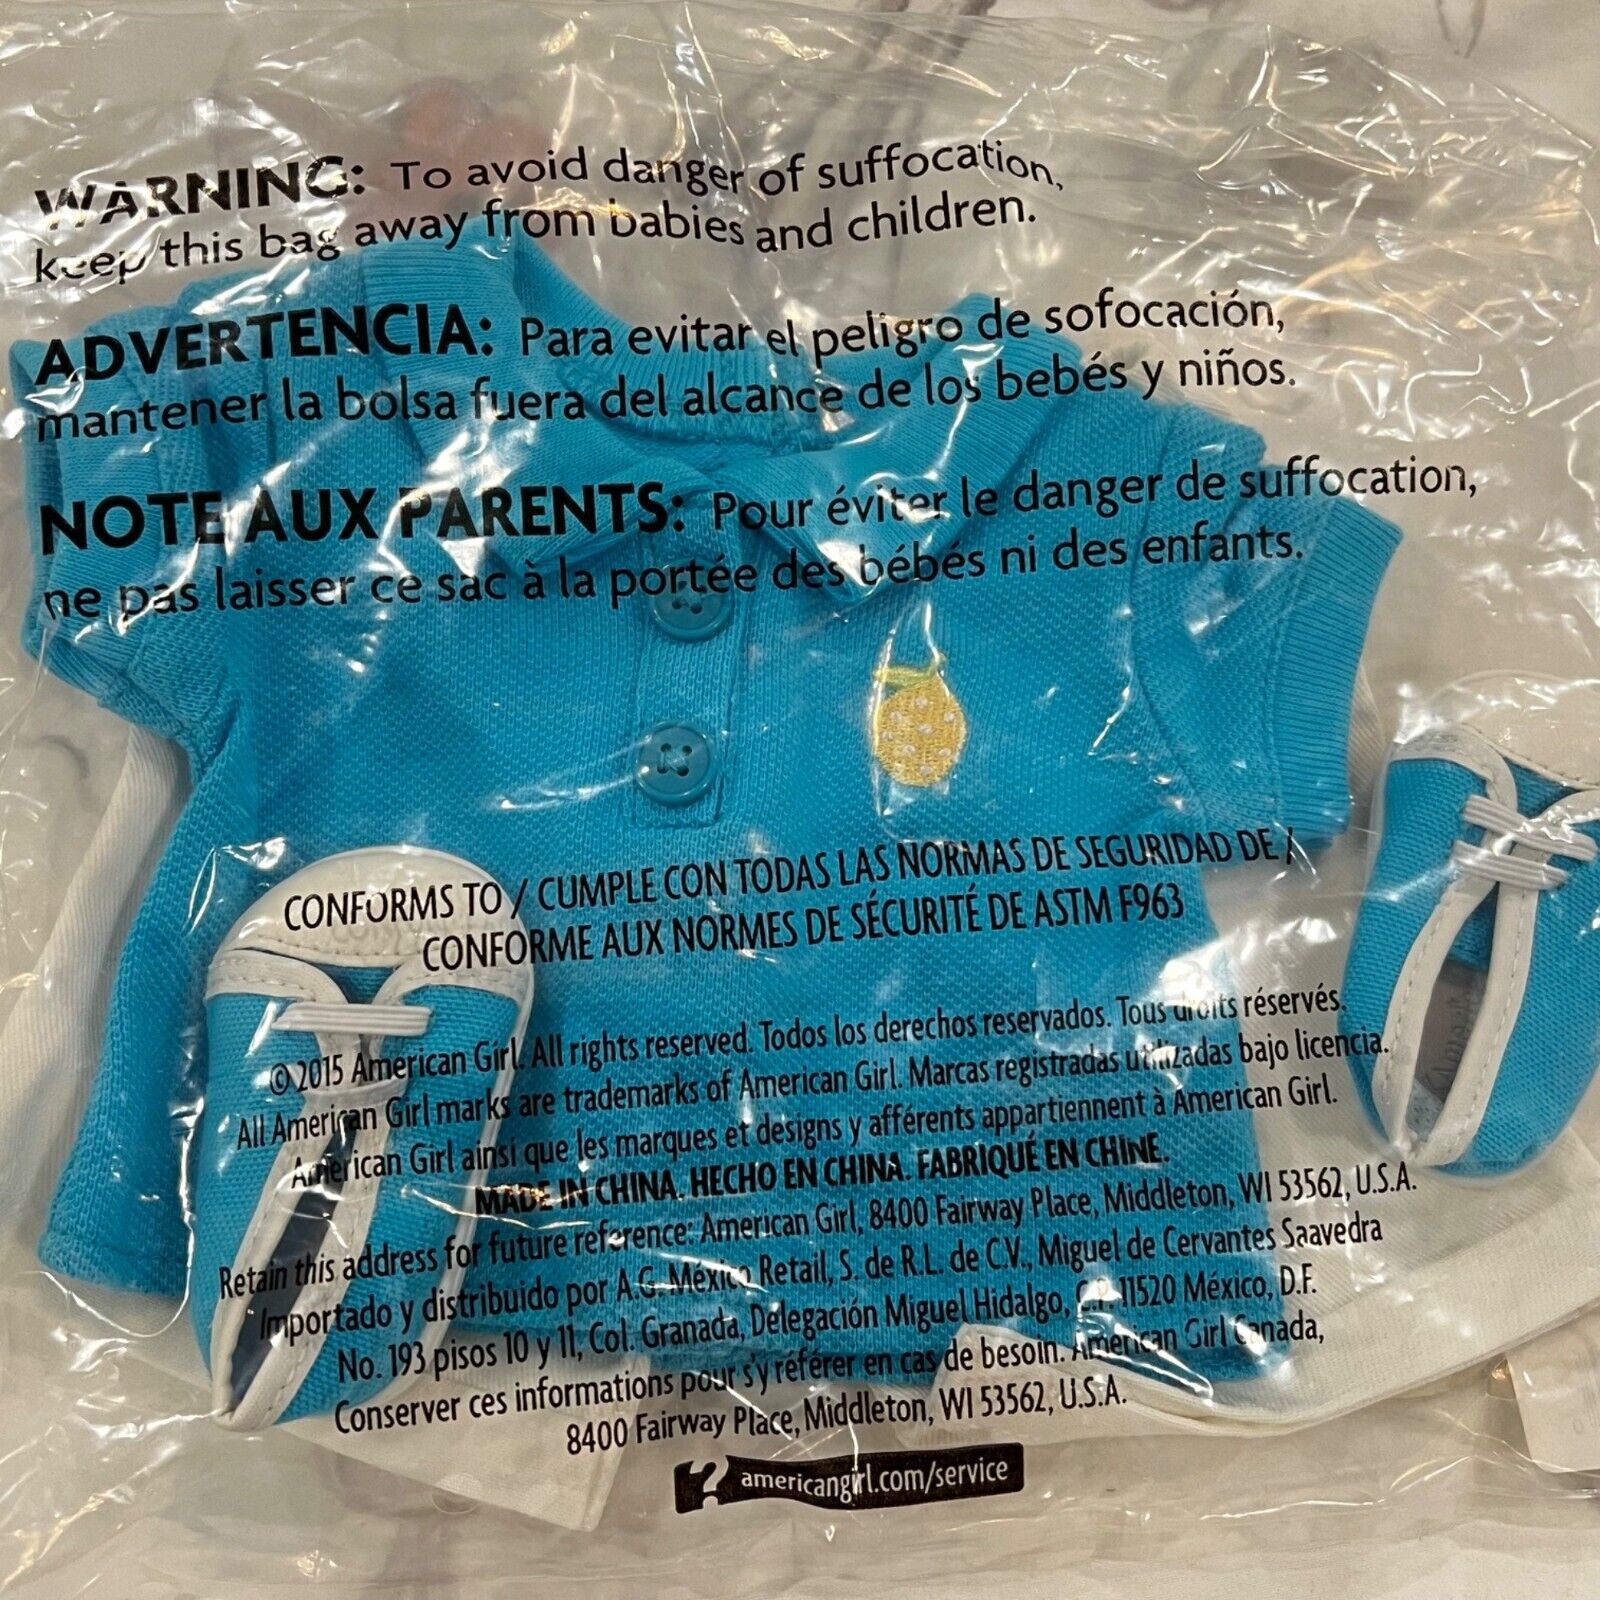 WARNING: To avoid danger of suffocation,
keep this bag away from babies and children.
ADVERTENCIA: Para evitar el peligro de sofocación,
mantener la bolsa fuera del alcance de los bebés y niños.
NOTE AUX PARENTS: Pour éviter le danger de suffocation,
ne pas laisser ce sac à la portée des bébés ni des enfants.
CONFORMS TO / CUMPLE CON TODAS LAS NORMAS DE SEGURIDAD DE /
CONFORME AUX NORMES DE SÉCURITÉ DE ASTM F963
©2015 American Girl. All rights reserved. Todos los derechos reservados. Tous droits réservés.
All American Girl marks are trademarks of American Girl. Marcas registradas utilizadas bajo licencia.
American Girl ainsi que les marques et designs y afférents appartiennent à American Girl.
MADE IN CHINA. HECHO EN CHINA. FABRIQUÉ EN CHINE.
Retain this address for future reference: American Girl, 8400 Fairway Place, Middleton, WI 53562, U.S.A.
Importado y distribuido por A.G. México Retail, S. de R.L. de C.V., Miguel de Cervantes Saavedra
No. 193 pisos 10 y 11, Col. Granada, Delegación Miguel Hidalgo, C.P. 11520 México, D.F.
Conserver ces informations pour s'y référer en cas de besoin. American Girl Canada,
8400 Fairway Place, Middleton, WI 53562, U.S.A.
? americangirl.com/service